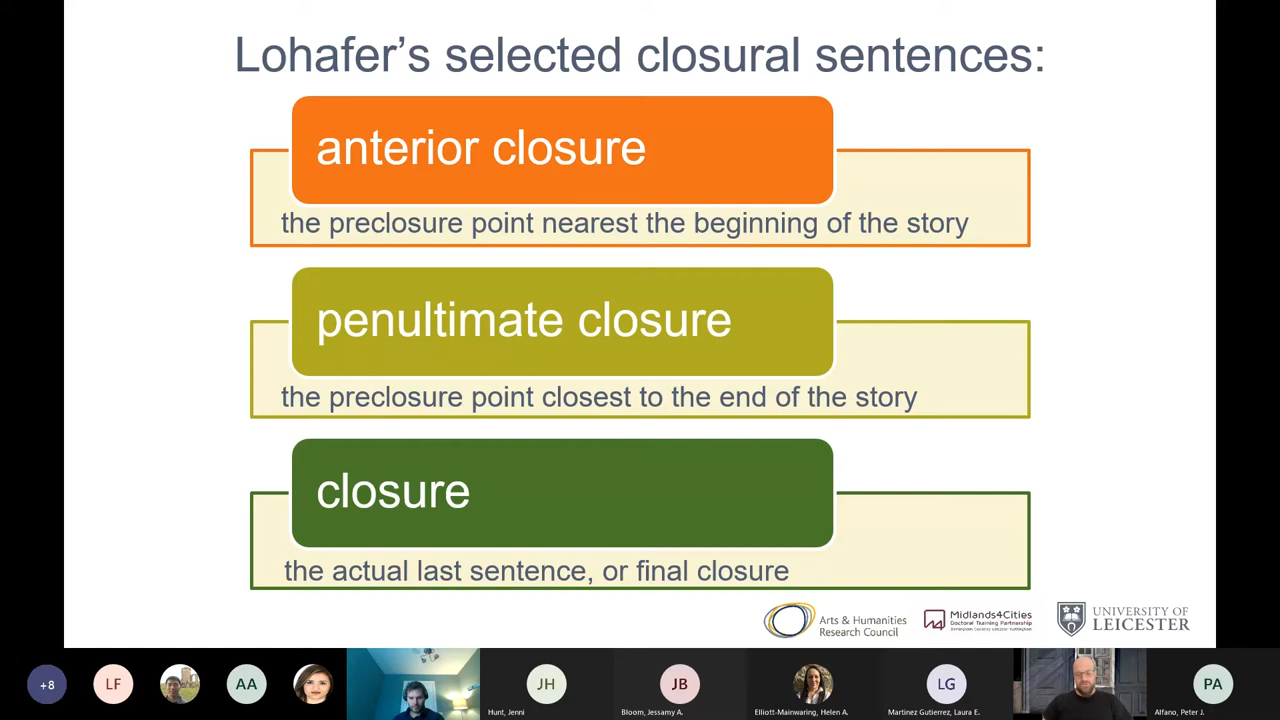 Lohafer's selected closural sentences:
anterior closure
the preclosure point nearest the beginning of the story
penultimate closure
the preclosure point closest to the end of the story
closure
the actual last sentence, or final closure
Arts & Humanities
Research Council
Midlands4Cities
Doctoral Training Partnership
UNIVERSITY OF
LEICESTER
+8
LF
AA
JH
Hunt, Jenni
JB
Bloom, Jessamy A.
Elliott-Mainwaring, Helen A.
LG
Martinez Gutierrez, Laura E.
PA
Alfano, Peter J.